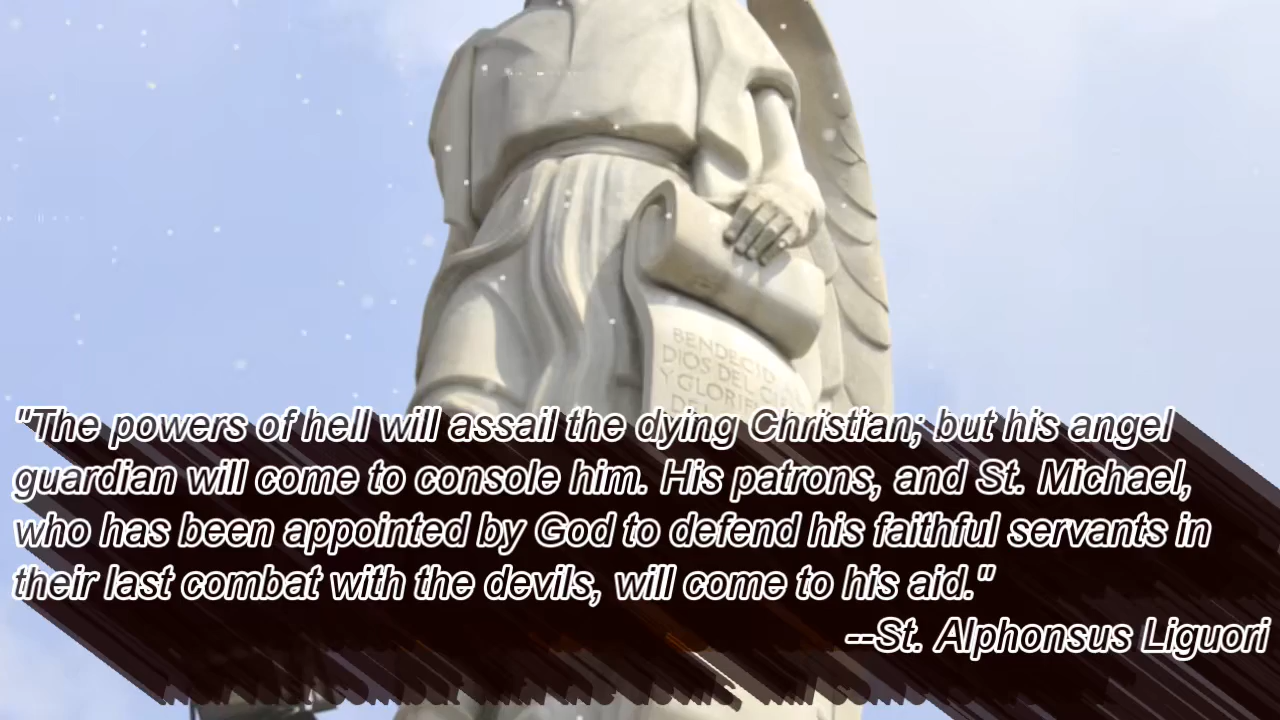 BENDECID A
DIOS DEL
Y GLORIFI
"The powers of hell will assail the dying Christian; but his angel
guardian will come to console him. His patrons, and St. Michael,
who has been appointed by God to defend his faithful servants in
their last combat with the devils, will come to his aid."
--St. Alphonsus Liguori